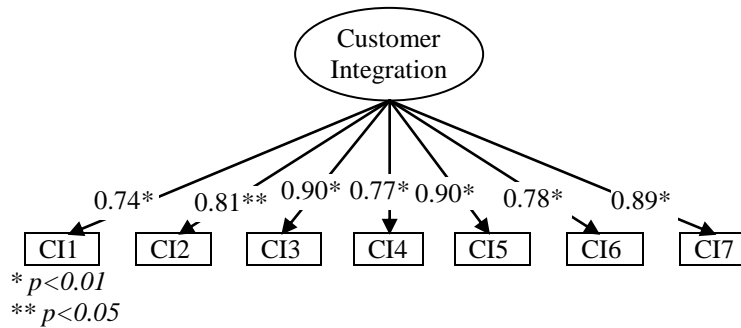 Customer
Integration
0.74* 0.81** 0.90* 0.77* 0.90* 0.78* 0.89*
CI1 CI2 CI3 CI4 CI5 CI6 CI7
* p<0.01
** p<0.05